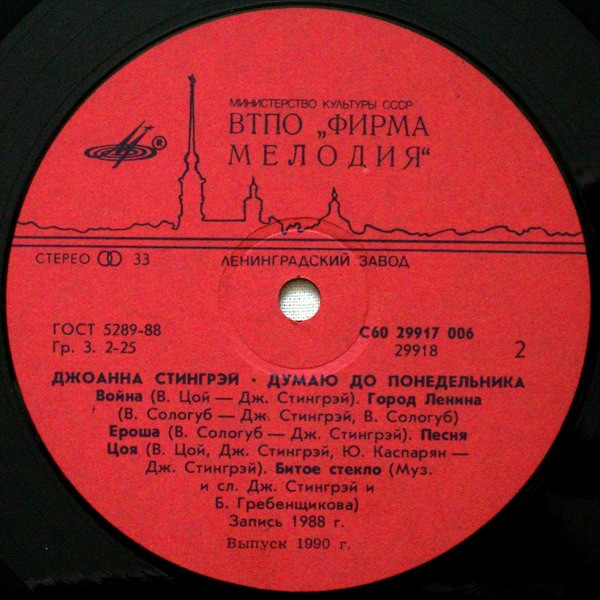 МИНИСТЕРСТВО КУЛЬТУРЫ СССР
ВТПО „ФИРМА
МЕЛОДИЯ“
®
СТЕРЕО 33
ЛЕНИНГРАДСКИЙ ЗАВОД
ГОСТ 5289-88
Гр. 3. 2-25
С60 29917 006
29918
2
ДЖОАННА СТИНГРЭЙ · ДУМАЮ ДО ПОНЕДЕЛЬНИКА
Война (В. Цой — Дж. Стингрэй). Город Ленина
(В. Сологуб — Дж. Стингрэй, В. Сологуб)
Ероша (В. Сологуб — Дж. Стингрэй). Песня
Цоя (В. Цой, Дж. Стингрэй, Ю. Каспарян —
Дж. Стингрэй). Битое стекло (Муз.
и сл. Дж. Стингрэй и
Б. Гребенщикова)
Запись 1988 г.
Выпуск 1990 г.